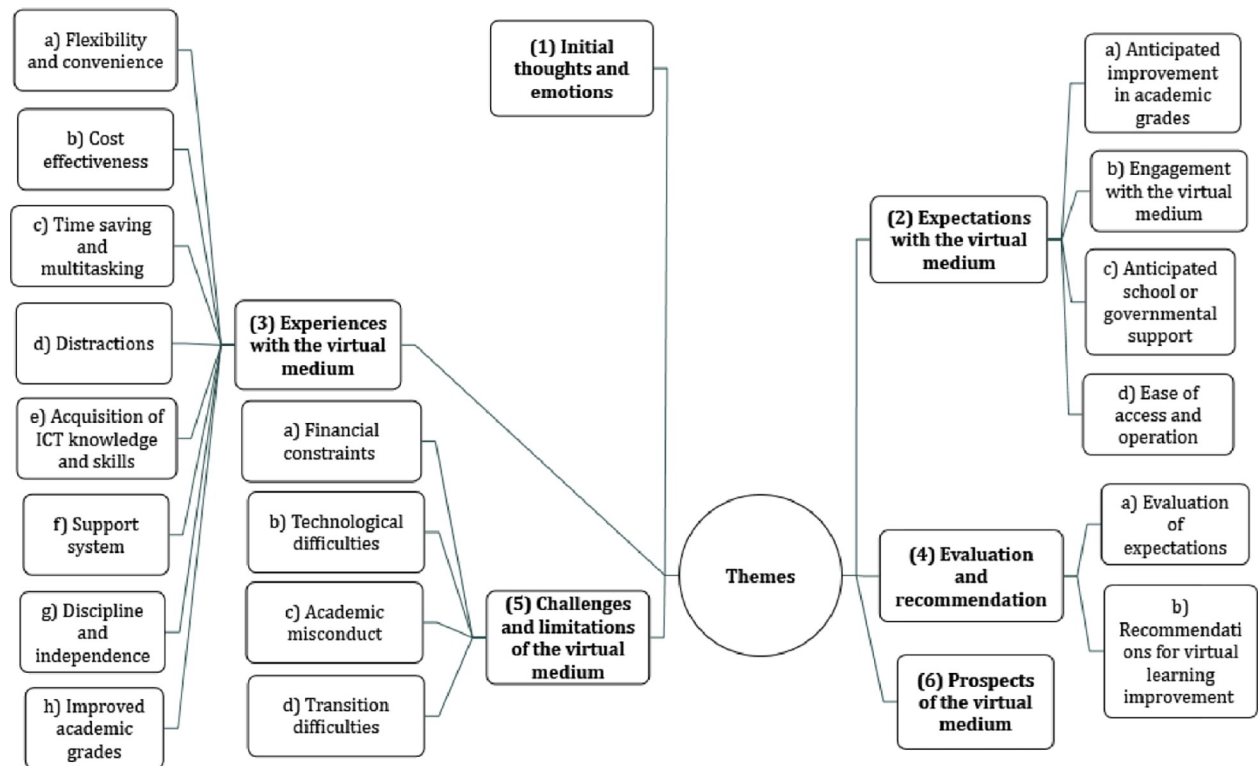 a) Flexibility
and convenience
b) Cost
effectiveness
c) Time saving
and
multitasking
d) Distractions
e) Acquisition of
ICT knowledge
and skills
f) Support
system
g) Discipline
and
independence
h) Improved
academic
grades
(3) Experiences
with the virtual
medium
a) Financial
constraints
b) Technological
difficulties
c) Academic
misconduct
d) Transition
difficulties
(1) Initial
thoughts and
emotions
(5) Challenges
and limitations
of the virtual
medium
Themes
(2) Expectations
with the virtual
medium
a) Anticipated
improvement
in academic
grades
b) Engagement
with the virtual
medium
c) Anticipated
school or
governmental
support
d) Ease of
access and
operation
(4) Evaluation
and
recommendation
a) Evaluation
of
expectations
b)
Recommendati
ons for virtual
learning
improvement
(6) Prospects
of the virtual
medium